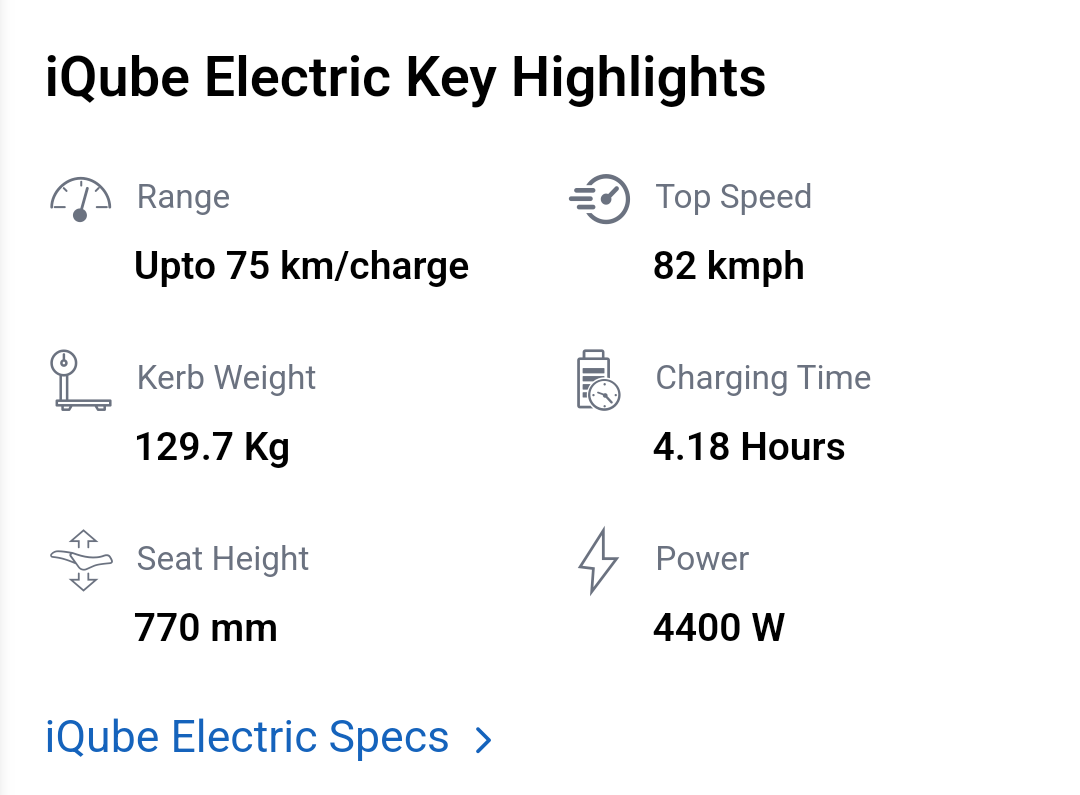 iQube Electric Key Highlights
Range
Top Speed
Upto 75 km/charge
82 kmph
Kerb Weight
Charging Time
129.7 Kg
4.18 Hours
Seat Height
Power
770 mm
4400 W
iQube Electric Specs